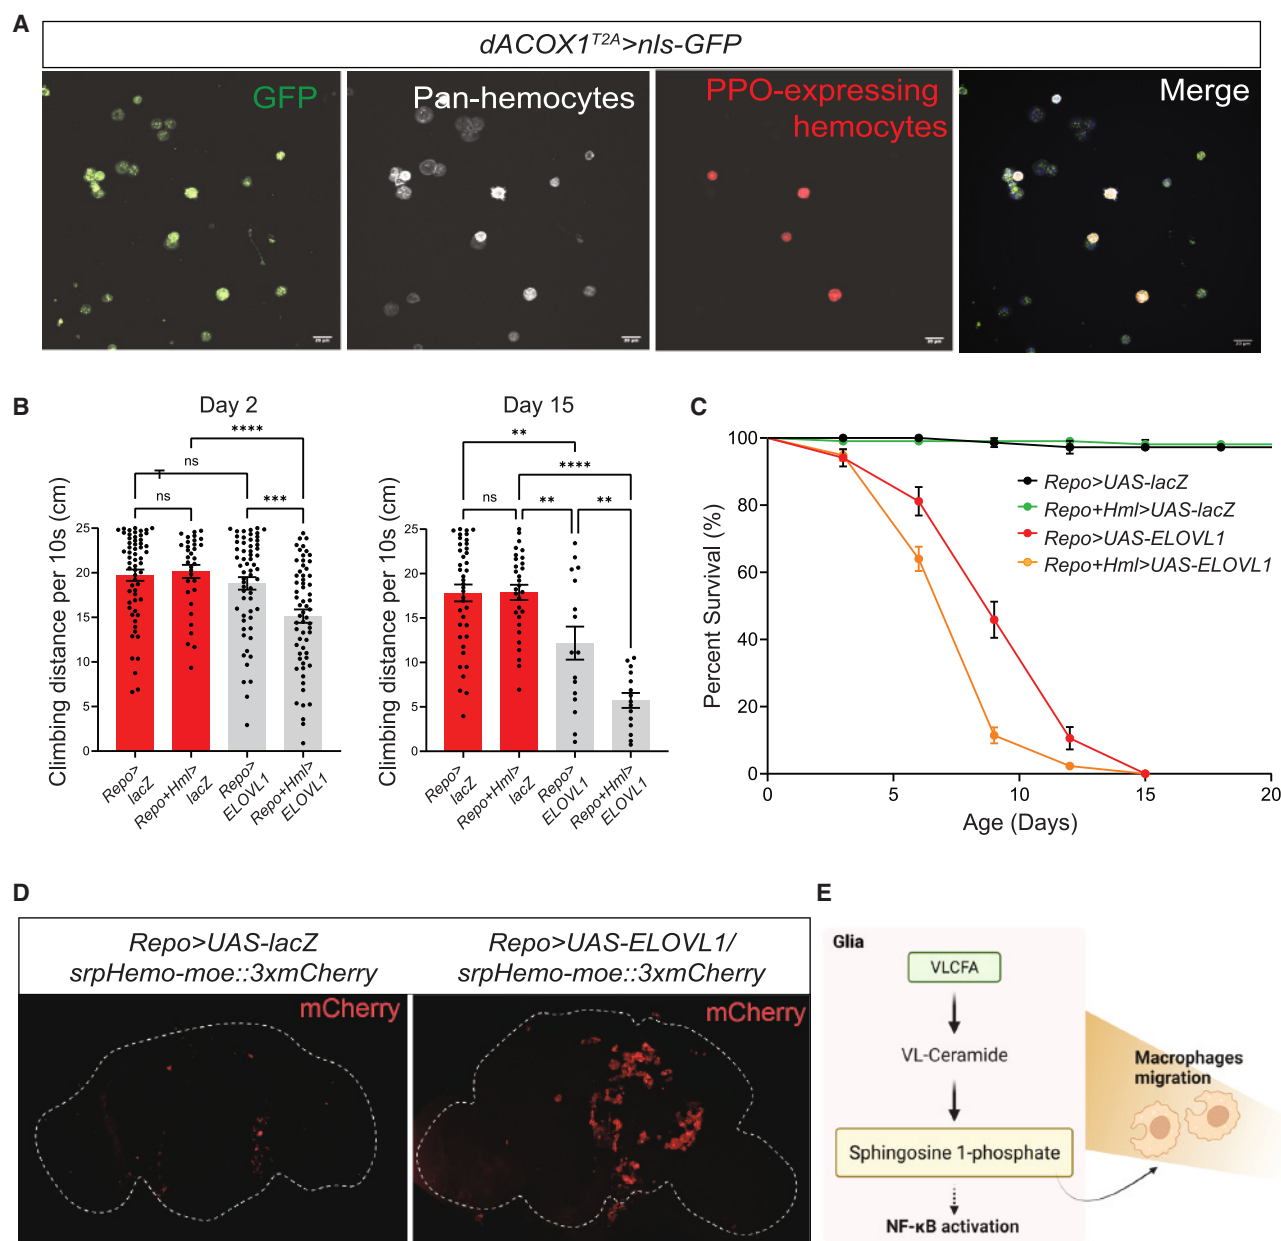 A
dACOX1T2A>nls-GFP
GFP
Pan-hemocytes
PPO-expressing
hemocytes
Merge
20 µm
B
Day 2
****
ns
ns
***
Climbing distance per 10s (cm)
25
20
15
10
5
0
Repo>
lacZ
Repo+Hml>
lacZ
Repo>
ELOVL1
Repo+Hml>
ELOVL1
Day 15
**
****
ns
**
**
Climbing distance per 10s (cm)
25
20
15
10
5
0
Repo>
lacZ
Repo+Hml>
lacZ
Repo>
ELOVL1
Repo+Hml>
ELOVL1
C
Percent Survival (%)
100
80
60
40
20
0
0
5
10
15
20
Age (Days)
Repo>UAS-lacZ
Repo+Hml>UAS-lacZ
Repo>UAS-ELOVL1
Repo+Hml>UAS-ELOVL1
D
Repo>UAS-lacZ
srpHemo-moe::3xmCherry
Repo>UAS-ELOVL1/
srpHemo-moe::3xmCherry
mCherry
mCherry
E
Glia
VLCFA
VL-Ceramide
Sphingosine 1-phosphate
NF-κB activation
Macrophages
migration